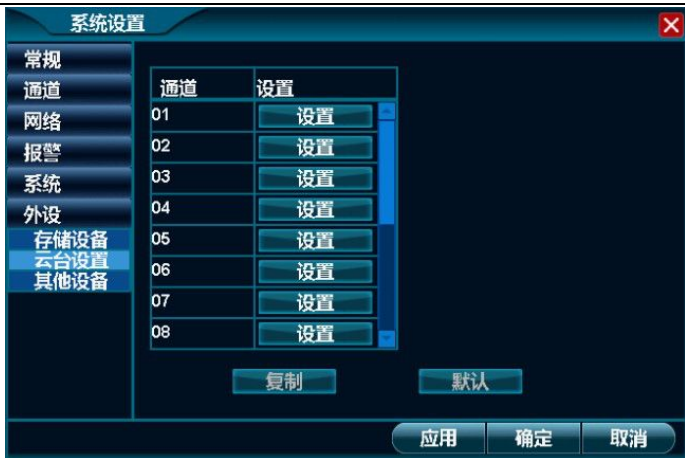 系统设置
常规
通道
网络
报警
系统
外设
存储设备
云台设置
其他设备
通道 设置
01 设置
02 设置
03 设置
04 设置
05 设置
06 设置
07 设置
08 设置
复制 默认
应用 确定 取消